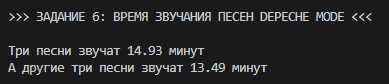 >>> ЗАДАНИЕ 6: ВРЕМЯ ЗВУЧАНИЯ ПЕСЕН DEPECHE MODE <<<
Три песни звучат 14.93 минут
А другие три песни звучат 13.49 минут